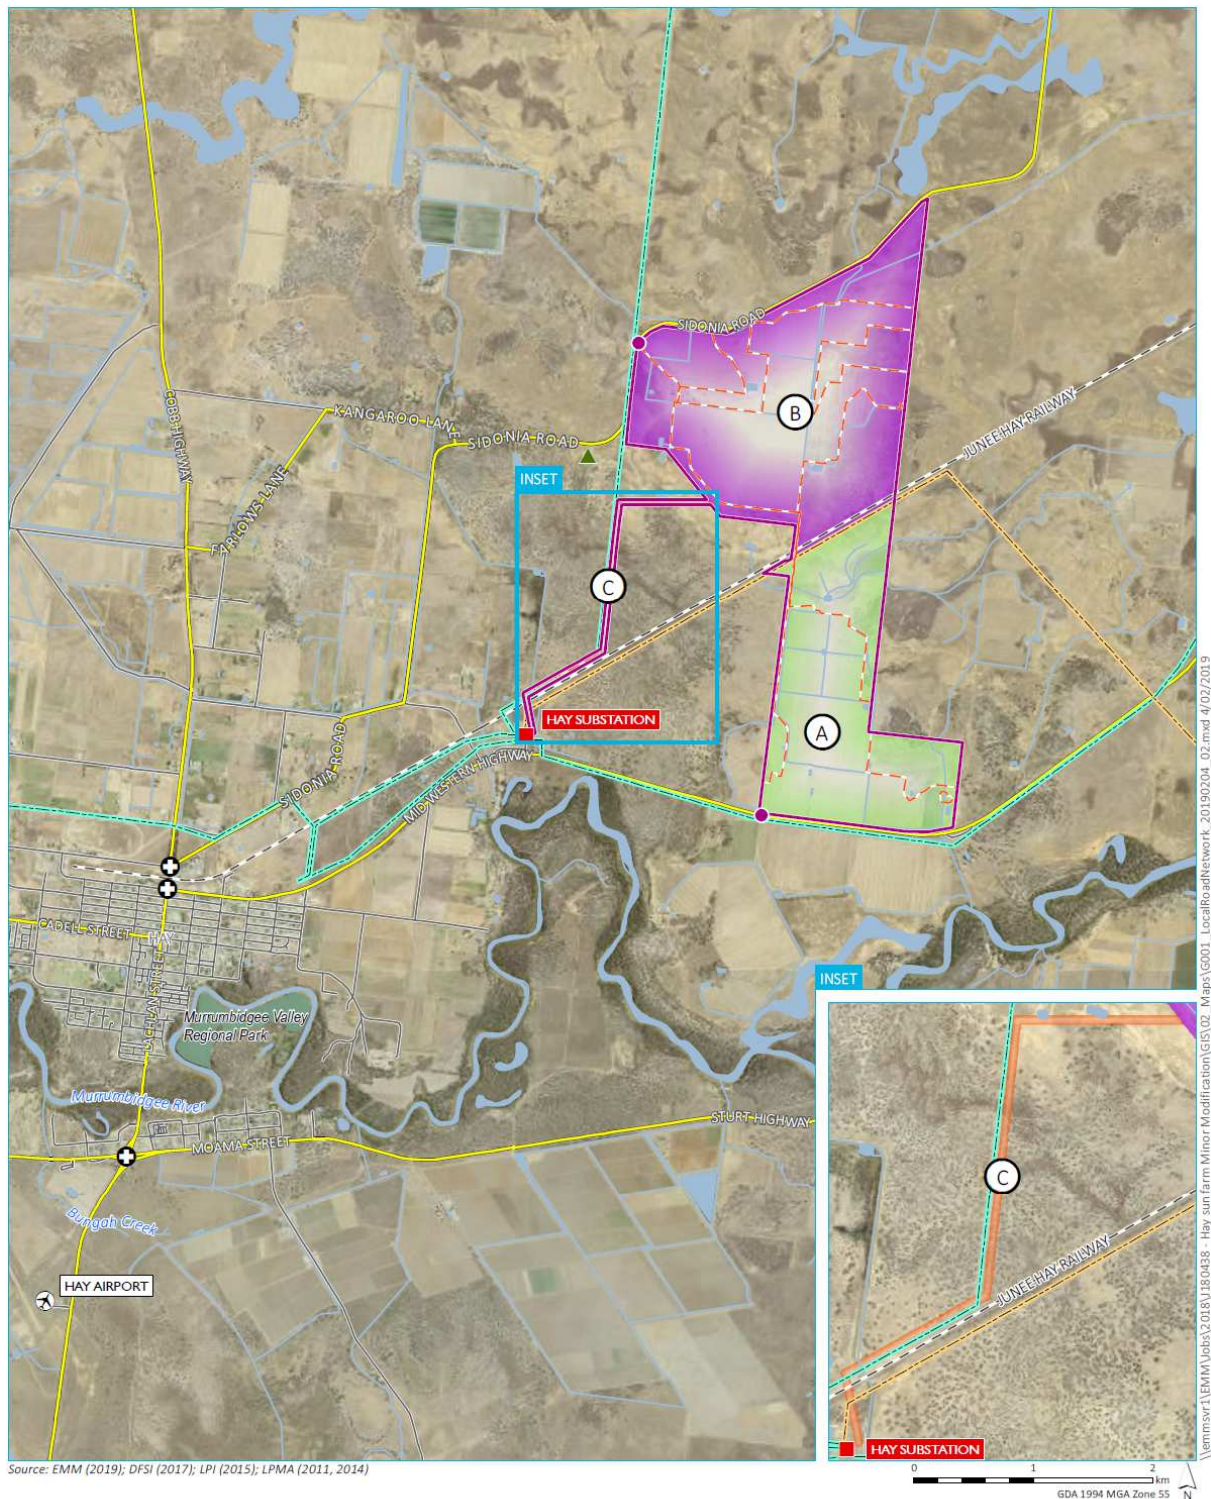 SIDONIA ROAD
COBB HIGHWAY
KANGAROO LANE
SIDONIA ROAD
B
JUNEE HAY RAILWAY
FARLOWS LANE
INSET
C
HAY SUBSTATION
A
SIDONIA ROAD
MID WESTERN HIGHWAY
CADELL STREET
HAY
LACHLAN STREET
INSET
Murrumbidgee Valley
Regional Park
Murrumbidgee River
MOAMA STREET
STURT HIGHWAY
Bungah Creek
HAY AIRPORT
C
JUNEE HAY RAILWAY
HAY SUBSTATION
\\emmsvr1\EMM\Jobs\2018\J180438 - Hay sun farm Minor Modification\GIS\02_Maps\G001_LocalRoadNetwork_20190204_02.mxd 4/02/2019
Source: EMM (2019); DFSI (2017); LPI (2015); LPMA (2011, 2014)
0 1 2
km
GDA 1994 MGA Zone 55
N